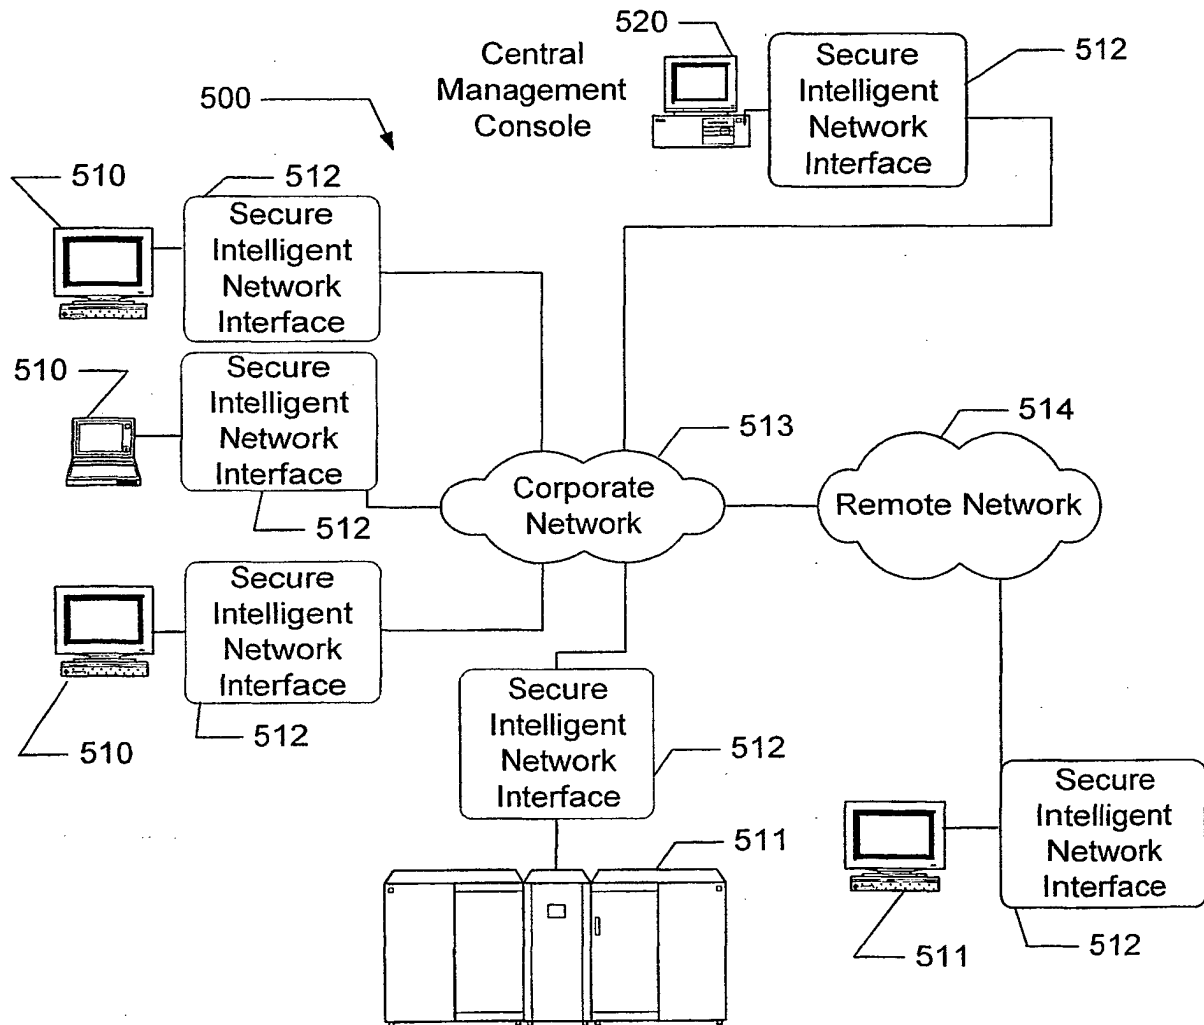 520
Central
Management
Console
Secure
Intelligent
Network
Interface
512
500
510
512
Secure
Intelligent
Network
Interface
510
Secure
Intelligent
Network
Interface
512
513
Corporate
Network
514
Remote Network
Secure
Intelligent
Network
Interface
512
510
Secure
Intelligent
Network
Interface
512
511
Secure
Intelligent
Network
Interface
511
512